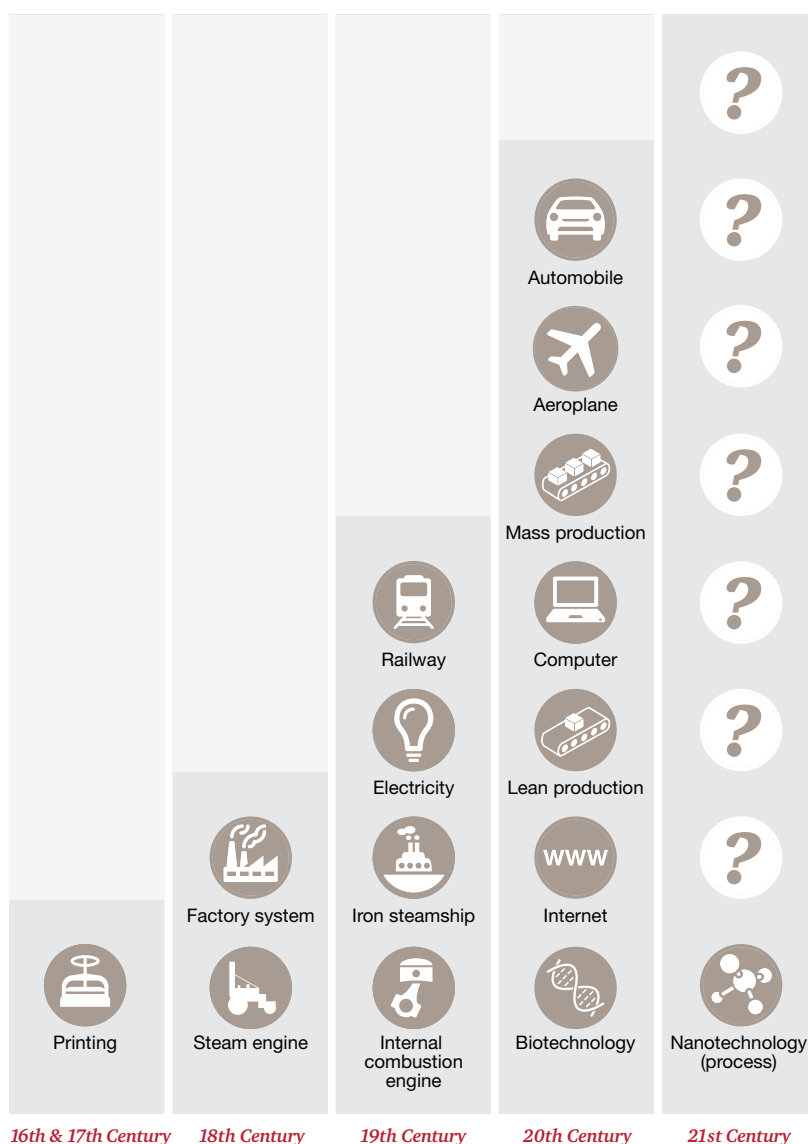 ?
?
Automobile
?
Aeroplane
?
Mass production
?
Railway
Computer
?
Electricity
Lean production
WWW
?
Factory system
Iron steamship
Internet
Printing
Steam engine
Internal
combustion
engine
Biotechnology
Nanotechnology
(process)
16th & 17th Century
18th Century
19th Century
20th Century
21st Century